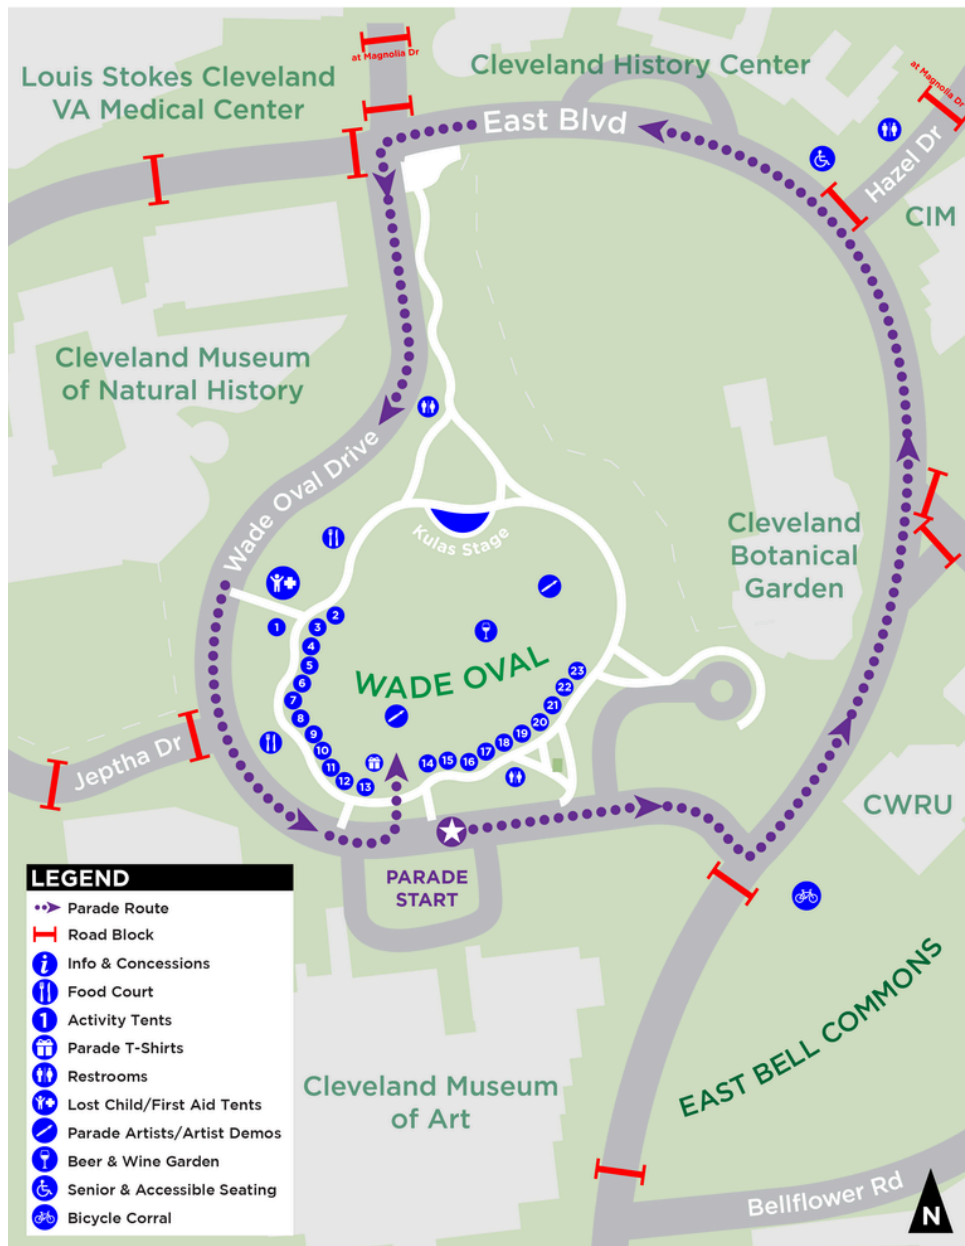 at Magnolia Dr
Louis Stokes Cleveland
VA Medical Center
Cleveland History Center
at Magnolia Dr
East Blvd
Hazel Dr
CIM
Cleveland Museum
of Natural History
Wade Oval Drive
Kulas Stage
Cleveland
Botanical
Garden
1
2
3
4
5
6
7
8
9
10
11
12
13
14
15
16
17
18
19
20
21
22
23
WADE OVAL
Jeptha Dr
CWRU
PARADE
START
LEGEND
Parade Route
Road Block
i Info & Concessions
Food Court
1 Activity Tents
Parade T-Shirts
Restrooms
Lost Child/First Aid Tents
Parade Artists/Artist Demos
Beer & Wine Garden
Senior & Accessible Seating
Bicycle Corral
Cleveland Museum
of Art
EAST BELL COMMONS
Bellflower Rd
N